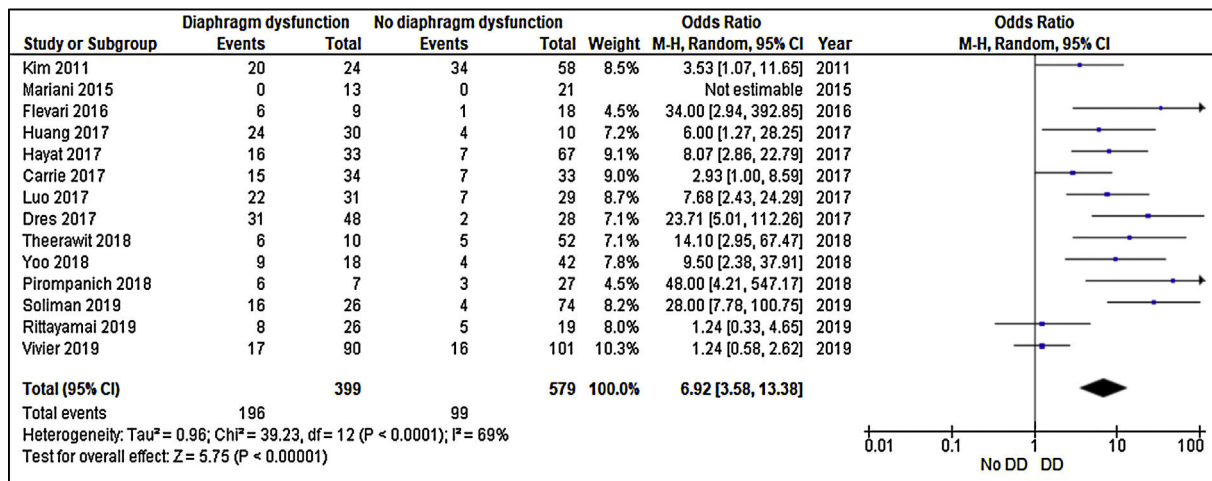 Diaphragm dysfunction No diaphragm dysfunction Odds Ratio Odds Ratio
Study or Subgroup Events Total Events Total Weight M-H, Random, 95% CI Year M-H, Random, 95% CI
Kim 2011 20 24 34 58 8.5% 3.53 [1.07, 11.65] 2011
Mariani 2015 0 13 0 21 Not estimable 2015
Flevari 2016 6 9 1 18 4.5% 34.00 [2.94, 392.85] 2016
Huang 2017 24 30 4 10 7.2% 6.00 [1.27, 28.25] 2017
Hayat 2017 16 33 7 67 9.1% 8.07 [2.86, 22.79] 2017
Carrie 2017 15 34 7 33 9.0% 2.93 [1.00, 8.59] 2017
Luo 2017 22 31 7 29 8.7% 7.68 [2.43, 24.29] 2017
Dres 2017 31 48 2 28 7.1% 23.71 [5.01, 112.26] 2017
Theerawit 2018 6 10 5 52 7.1% 14.10 [2.95, 67.47] 2018
Yoo 2018 9 18 4 42 7.8% 9.50 [2.38, 37.91] 2018
Pirompanich 2018 6 7 3 27 4.5% 48.00 [4.21, 547.17] 2018
Soliman 2019 16 26 4 74 8.2% 28.00 [7.78, 100.75] 2019
Rittayamai 2019 8 26 5 19 8.0% 1.24 [0.33, 4.65] 2019
Vivier 2019 17 90 16 101 10.3% 1.24 [0.58, 2.62] 2019
Total (95% CI) 399 579 100.0% 6.92 [3.58, 13.38]
Total events 196 99
Heterogeneity: Tau² = 0.96; Chi² = 39.23, df = 12 (P < 0.0001); I² = 69%
Test for overall effect: Z = 5.75 (P < 0.00001)
0.01 0.1 1 10 100
No DD DD